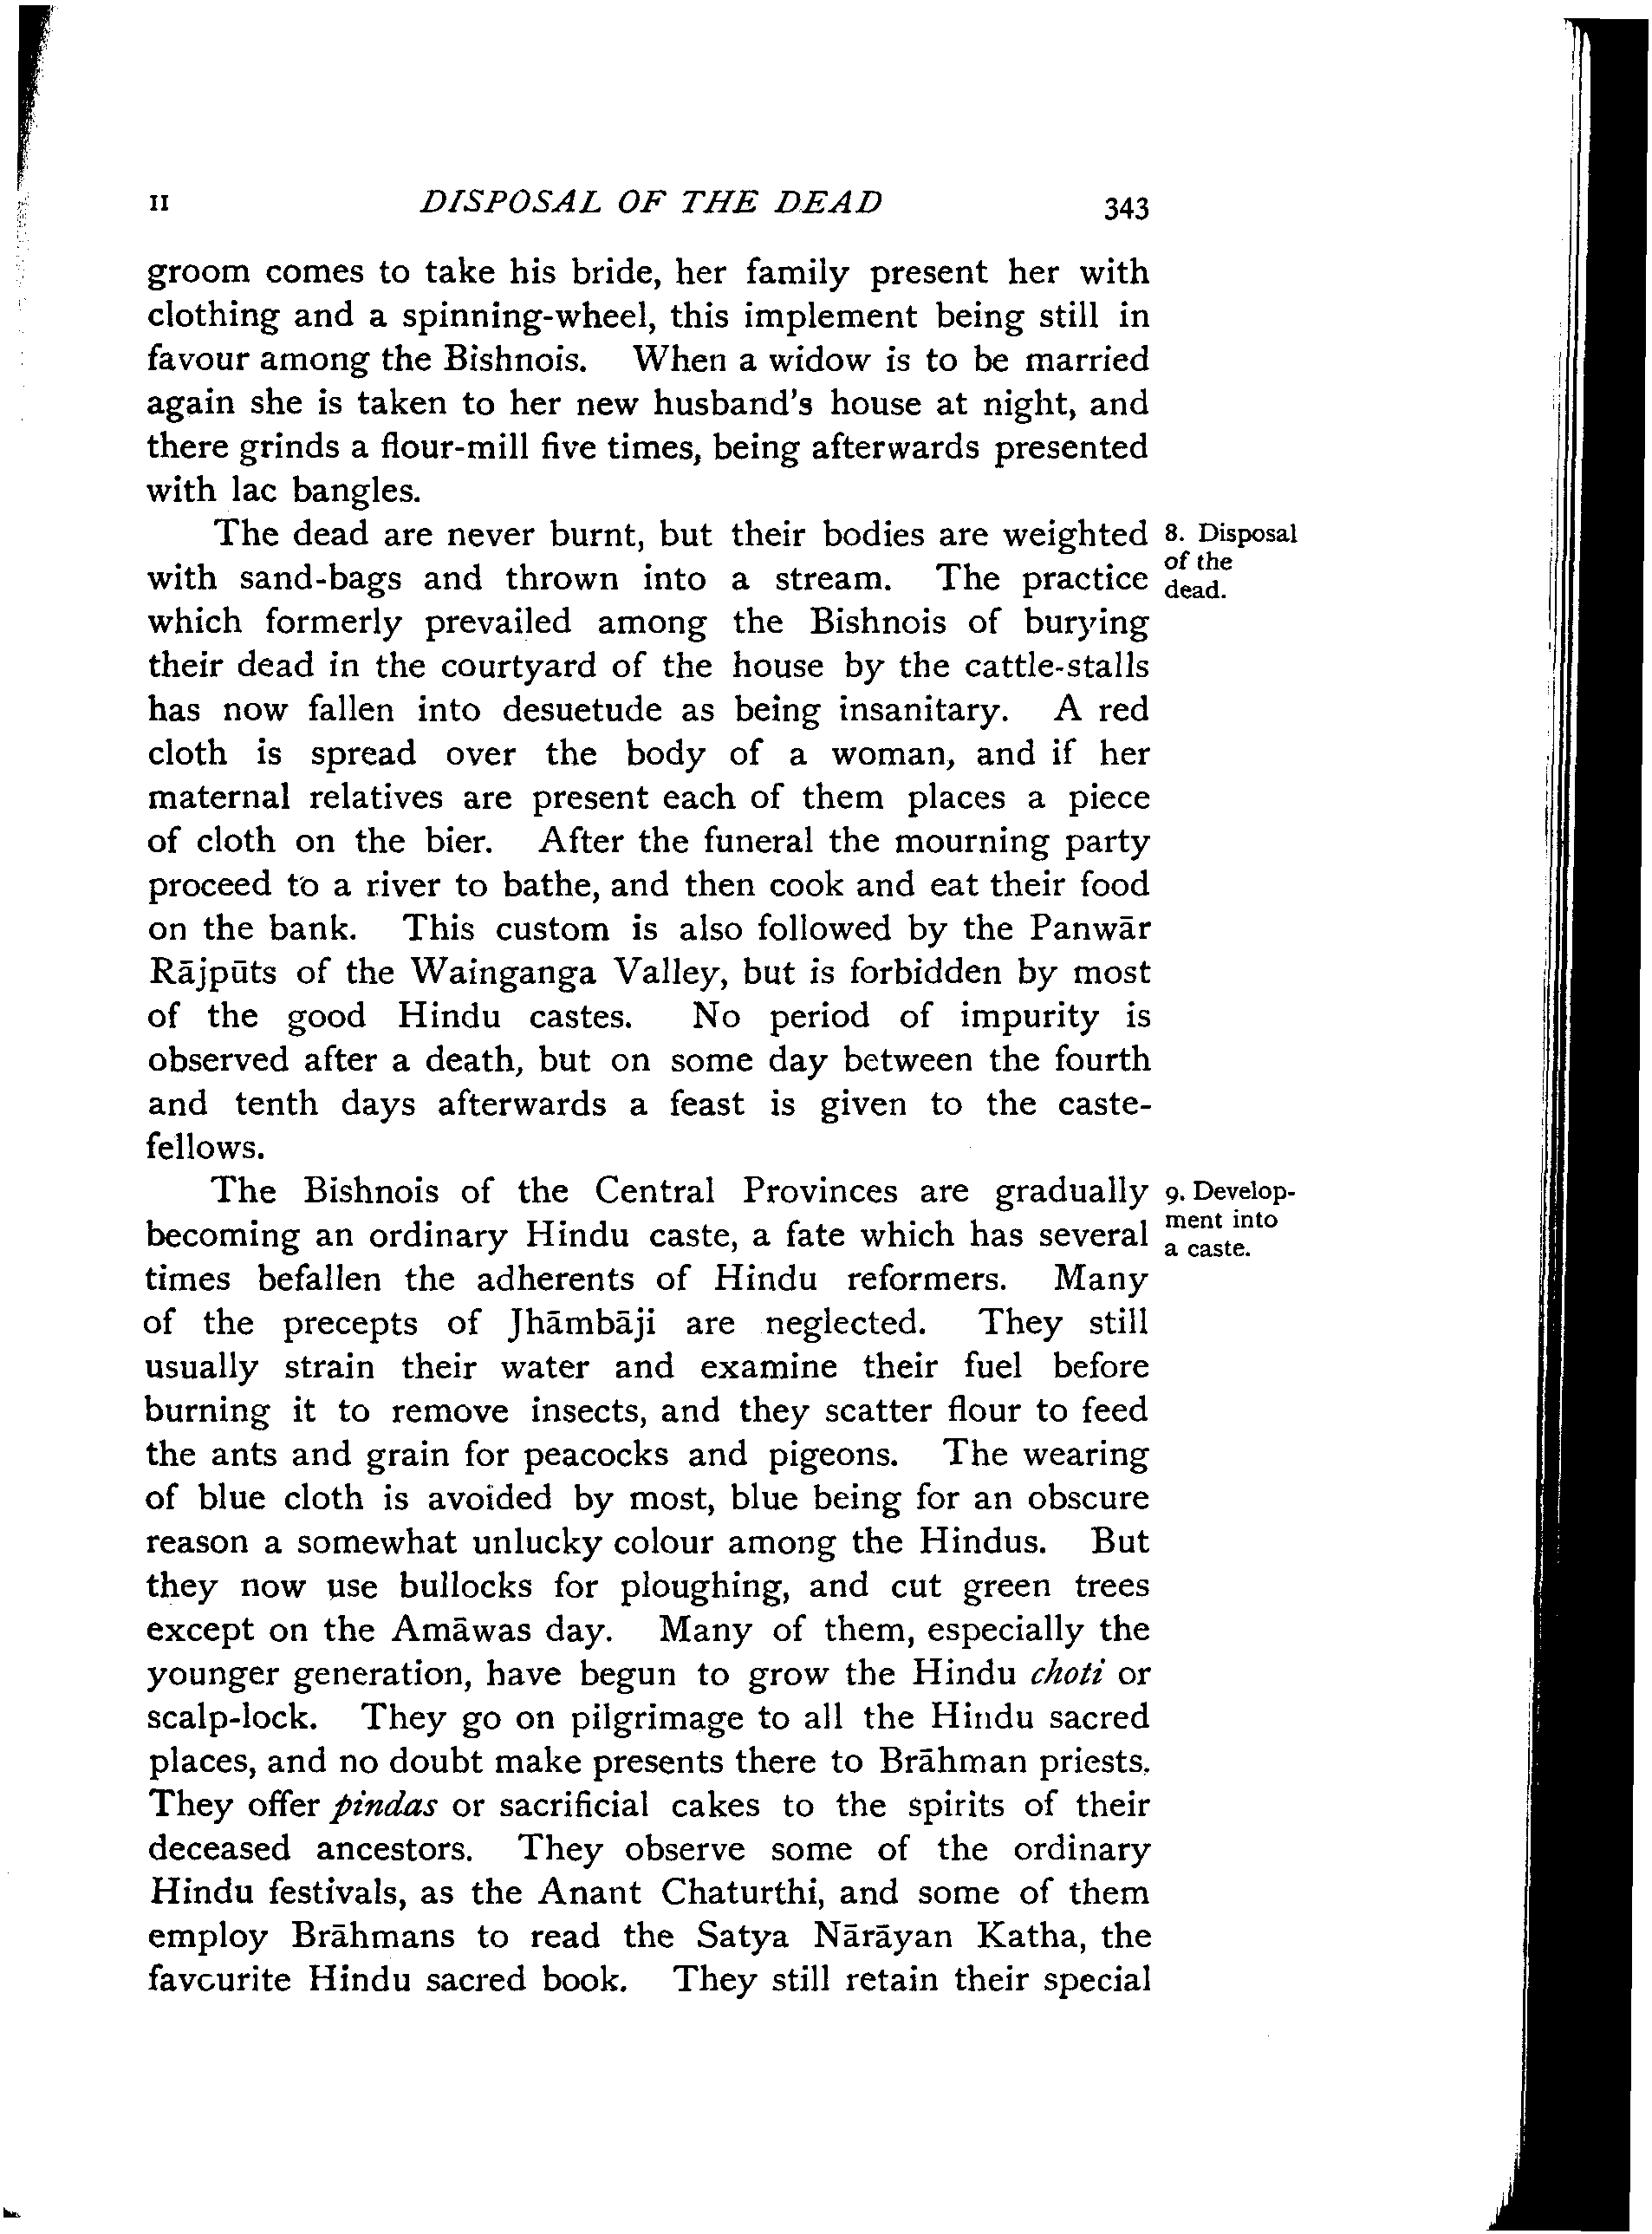 II DISPOSAL OF THE DEAD 343
groom comes to take his bride, her family present her with
clothing and a spinning-wheel, this implement being still in
favour among the Bishnois. When a widow is to be married
again she is taken to her new husband's house at night, and
there grinds a flour-mill five times, being afterwards presented
with lac bangles.
The dead are never burnt, but their bodies are weighted
8. Disposal
of the
dead.
with sand-bags and thrown into a stream. The practice
which formerly prevailed among the Bishnois of burying
their dead in the courtyard of the house by the cattle-stalls
has now fallen into desuetude as being insanitary. A red
cloth is spread over the body of a woman, and if her
maternal relatives are present each of them places a piece
of cloth on the bier. After the funeral the mourning party
proceed to a river to bathe, and then cook and eat their food
on the bank. This custom is also followed by the Panwār
Rājpūts of the Wainganga Valley, but is forbidden by most
of the good Hindu castes. No period of impurity is
observed after a death, but on some day between the fourth
and tenth days afterwards a feast is given to the caste-
fellows.
The Bishnois of the Central Provinces are gradually
9. Develop-
ment into
a caste.
becoming an ordinary Hindu caste, a fate which has several
times befallen the adherents of Hindu reformers. Many
of the precepts of Jhāmbāji are neglected. They still
usually strain their water and examine their fuel before
burning it to remove insects, and they scatter flour to feed
the ants and grain for peacocks and pigeons. The wearing
of blue cloth is avoided by most, blue being for an obscure
reason a somewhat unlucky colour among the Hindus. But
they now use bullocks for ploughing, and cut green trees
except on the Amāwas day. Many of them, especially the
younger generation, have begun to grow the Hindu choti or
scalp-lock. They go on pilgrimage to all the Hindu sacred
places, and no doubt make presents there to Brāhman priests.
They offer pindas or sacrificial cakes to the spirits of their
deceased ancestors. They observe some of the ordinary
Hindu festivals, as the Anant Chaturthi, and some of them
employ Brāhmans to read the Satya Nārāyan Katha, the
favourite Hindu sacred book. They still retain their special